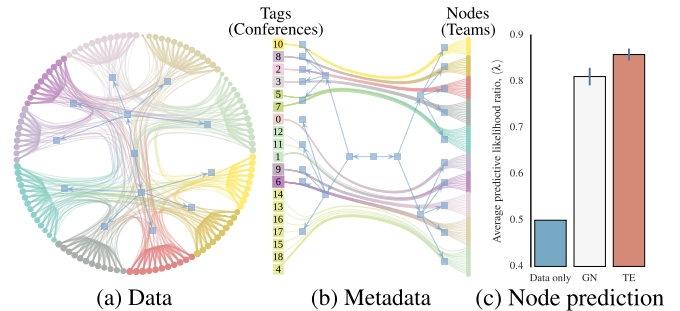 Tags
(Conferences)
Nodes
(Teams)
10
8
2
3
5
7
0
12
11
1
9
6
14
13
16
17
15
18
4
Average predictive likelihood ratio, ⟨λ⟩
0.9
0.8
0.7
0.6
0.5
0.4
Data only
GN
TE
(a) Data
(b) Metadata
(c) Node prediction